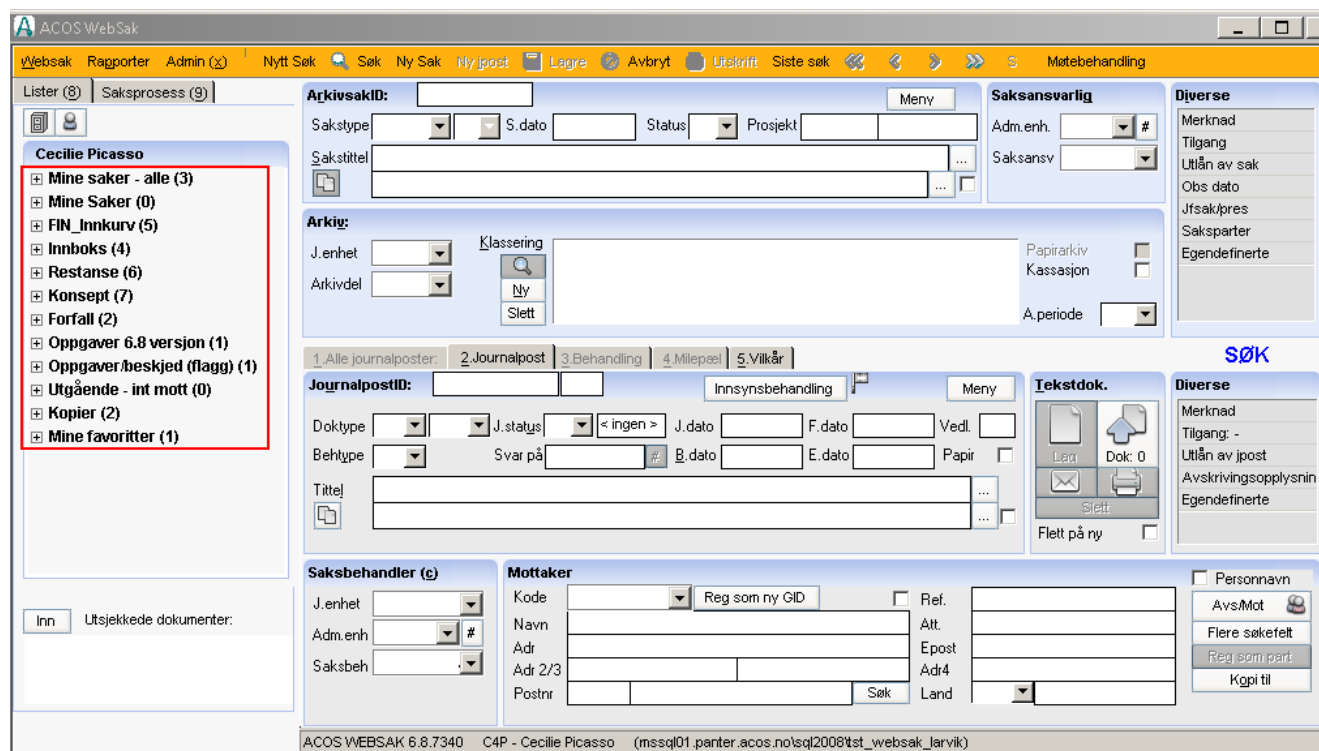 ACOS WebSak
Websak Rapporter Admin (x) Nytt Søk Søk Ny Sak Ny jpost Lagre Avbryt Utskrift Siste søk S Møtebehandling
Lister (8) Saksprosess (9)
Cecilie Picasso
Mine saker - alle (3)
Mine Saker (0)
FIN_Innkurv (5)
Innboks (4)
Restanse (6)
Konsept (7)
Forfall (2)
Oppgaver 6.8 versjon (1)
Oppgaver/beskjed (flagg) (1)
Utgående - int mott (0)
Kopier (2)
Mine favoritter (1)
Inn Utsjekkede dokumenter:
ArkivsakID: Meny
Sakstype S.dato Status Prosjekt
Sakstittel ...
...
Saksansvarlig
Adm.enh. #
Saksansv
Diverse
Merknad
Tilgang
Utlån av sak
Obs dato
Jfsak/pres
Saksparter
Egendefinerte
Arkiv:
J.enhet Klassering
Arkivdel
Ny
Slett
Papirarkiv
Kassasjon
A.periode
1.Alle journalposter: 2.Journalpost 3.Behandling 4.Milepæl 5.Vilkår
SØK
JournalpostID: Innsynsbehandling Meny
Doktype J.status < ingen > J.dato F.dato Vedl.
Behtype Svar på # B.dato E.dato Papir
Tittel ...
...
Tekstdok.
Lagr Dok: 0
Slett
Flett på ny
Diverse
Merknad
Tilgang: -
Utlån av jpost
Avskrivingsopplysnin
Egendefinerte
Saksbehandler (c)
J.enhet
Adm.enh #
Saksbeh
Mottaker
Kode Reg som ny GID Ref.
Navn Att.
Adr Epost
Adr 2/3 Adr4
Postnr Søk Land
Personnavn
Avs/Mot
Flere søkefelt
Reg som part
Kopi til
ACOS WEBSAK 6.8.7340 C4P - Cecilie Picasso (mssql01.panter.acos.no\sql2008\tst_websak_larvik)